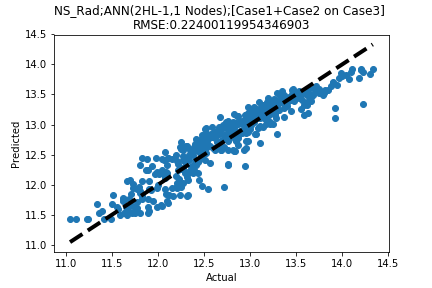 NS_Rad;ANN(2HL-1,1 Nodes);[Case1+Case2 on Case3]
RMSE:0.22400119954346903
14.5
14.0
13.5
13.0
12.5
12.0
11.5
11.0
Predicted
11.0 11.5 12.0 12.5 13.0 13.5 14.0 14.5
Actual